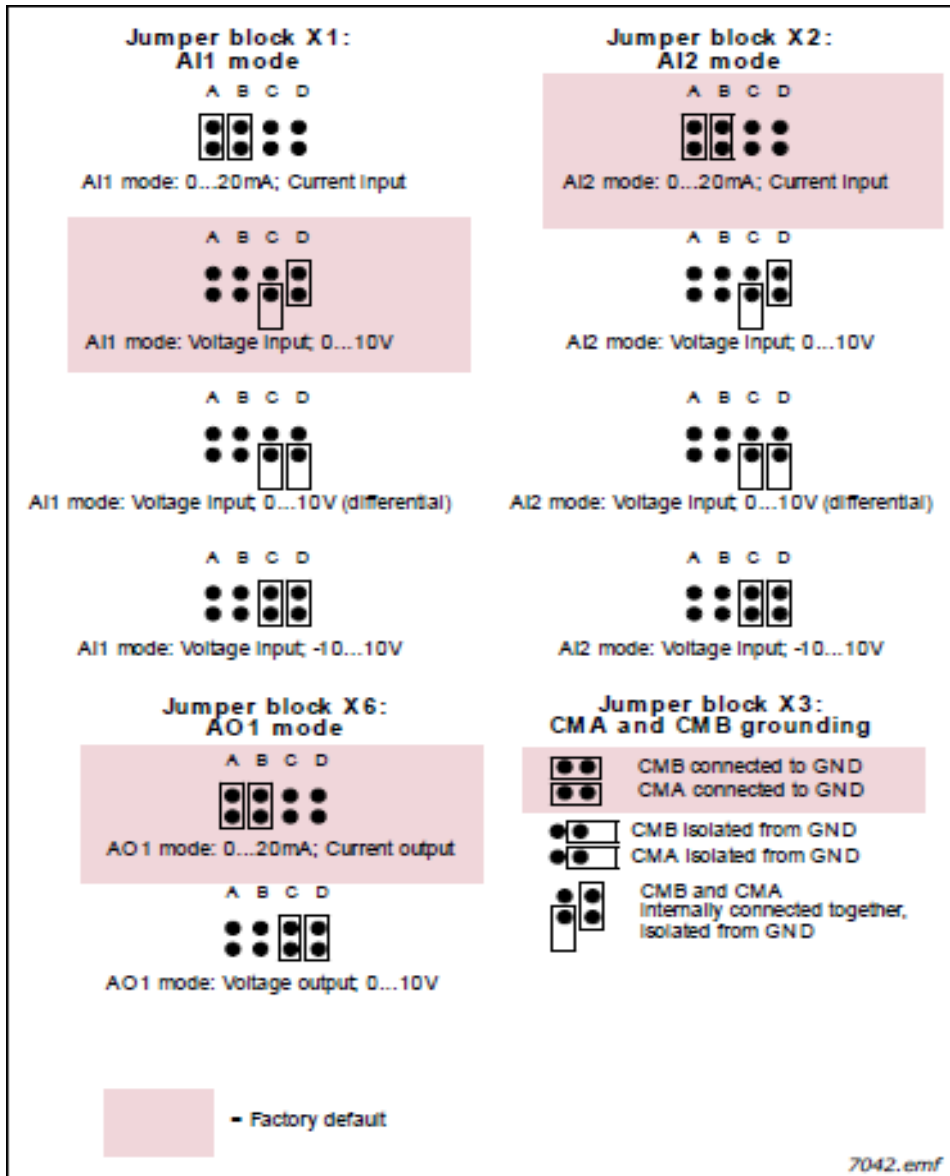 Jumper block X1:
AI1 mode
A B C D
AI1 mode: 0...20mA; Current input
A B C D
AI1 mode: Voltage input; 0...10V
A B C D
AI1 mode: Voltage input; 0...10V (differential)
A B C D
AI1 mode: Voltage input; -10...10V
Jumper block X2:
AI2 mode
A B C D
AI2 mode: 0...20mA; Current input
A B C D
AI2 mode: Voltage input; 0...10V
A B C D
AI2 mode: Voltage input; 0...10V (differential)
A B C D
AI2 mode: Voltage input; -10...10V
Jumper block X6:
AO1 mode
A B C D
AO1 mode: 0...20mA; Current output
A B C D
AO1 mode: Voltage output; 0...10V
Jumper block X3:
CMA and CMB grounding
CMB connected to GND
CMA connected to GND
CMB isolated from GND
CMA isolated from GND
CMB and CMA
internally connected together,
isolated from GND
= Factory default
7042.emf